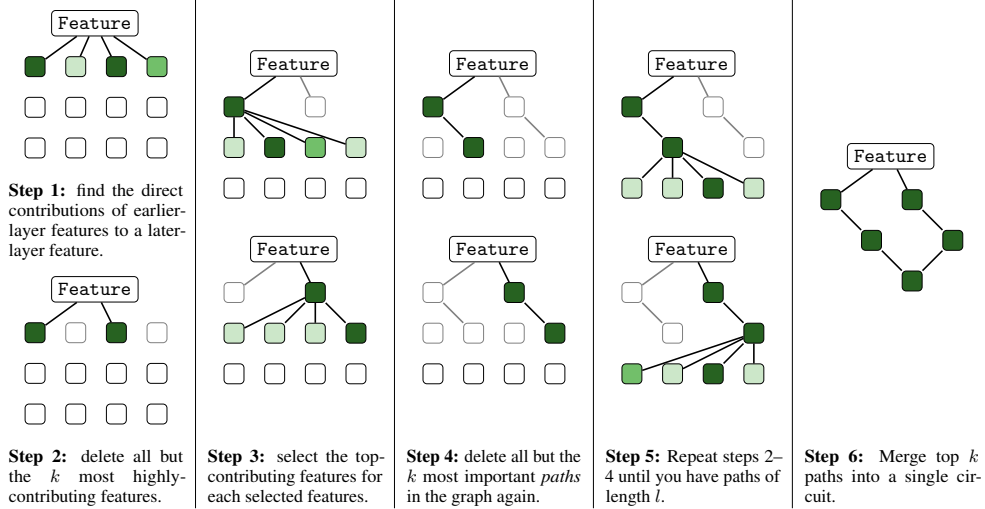 Feature
Step 1: find the direct
contributions of earlier-
layer features to a later-
layer feature.
Feature
Step 2: delete all but
the k most highly-
contributing features.
Feature
Feature
Step 3: select the top-
contributing features for
each selected features.
Feature
Feature
Step 4: delete all but the
k most important paths
in the graph again.
Feature
Feature
Step 5: Repeat steps 2–
4 until you have paths of
length l.
Feature
Step 6: Merge top k
paths into a single cir-
cuit.